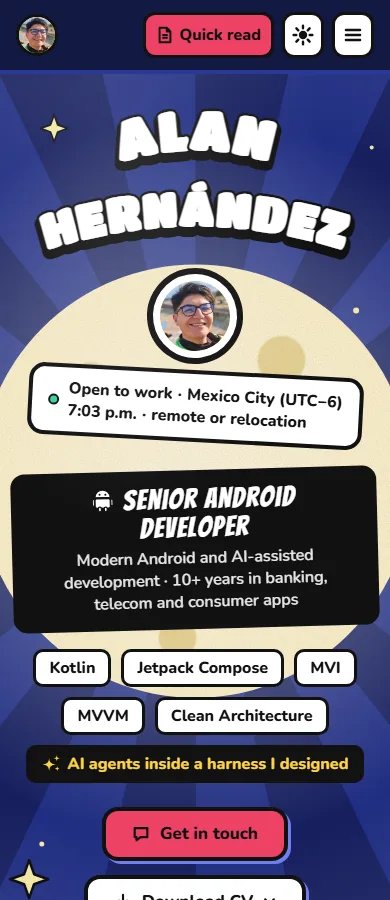 Quick read
ALAN
HERNÁNDEZ
Open to work · Mexico City (UTC−6)
7:03 p.m. · remote or relocation
SENIOR ANDROID
DEVELOPER
Modern Android and AI-assisted
development · 10+ years in banking,
telecom and consumer apps
Kotlin
Jetpack Compose
MVI
MVVM
Clean Architecture
AI agents inside a harness I designed
Get in touch
Download CV